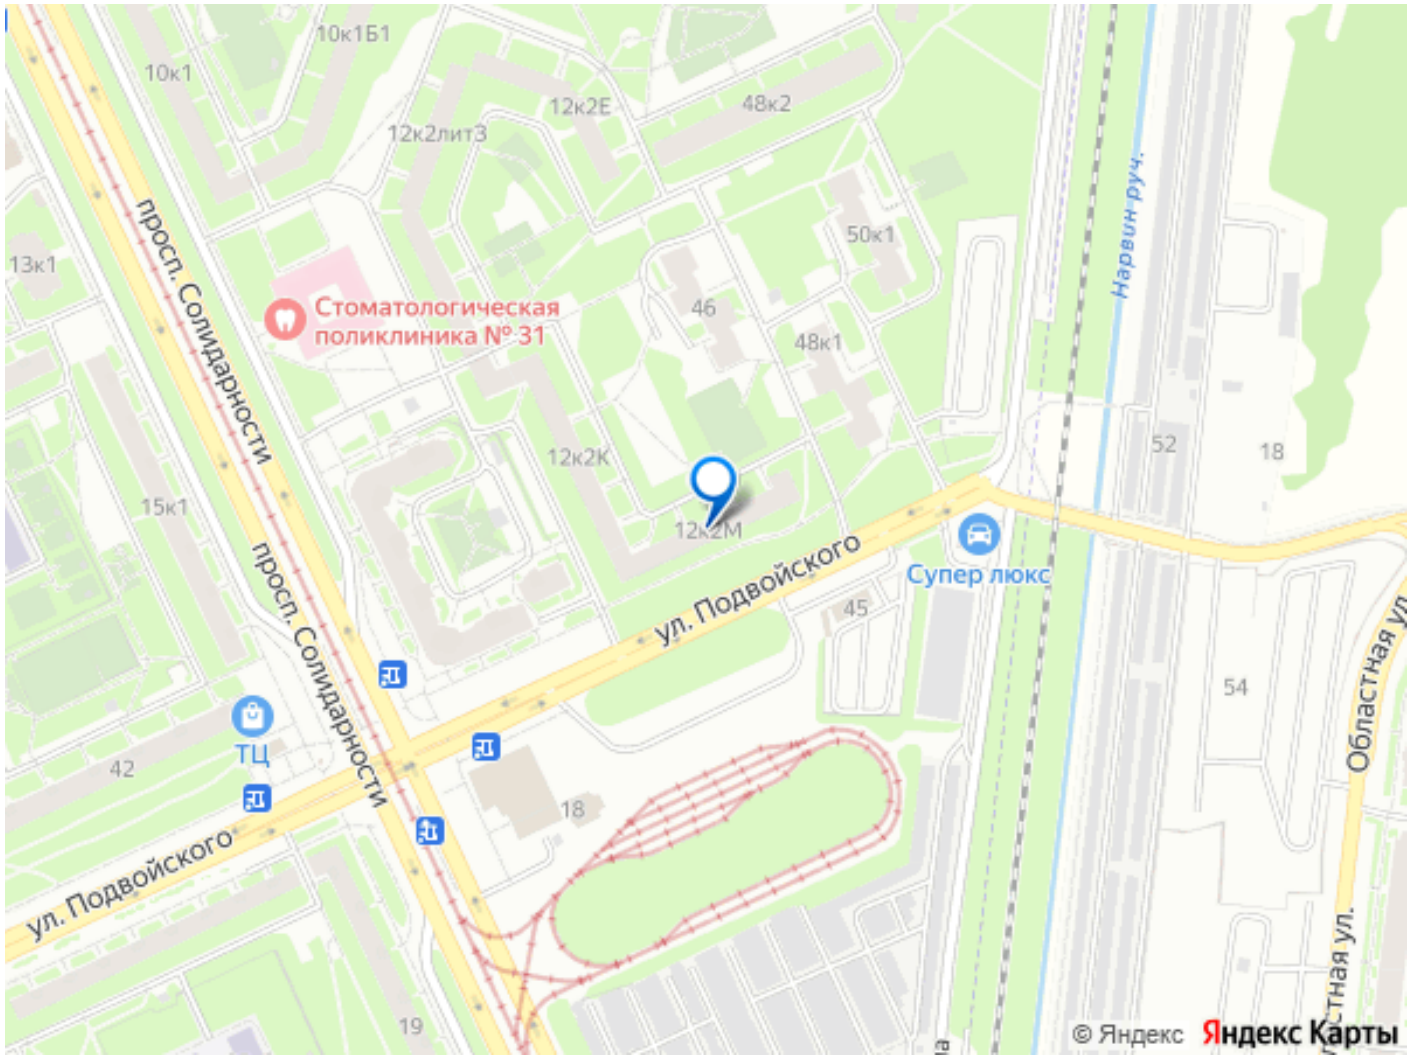 10к1Б1
10к1
12к2Е
48к2
12к2лит3
Нарвин руч.
просп. Солидарности
13к1
50к1
Стоматологическая
поликлиника № 31
46
48к1
52
18
12к2К
15к1
12к2М
ул. Подвойского
Супер люкс
просп. Солидарности
45
Областная ул.
54
ТЦ
42
18
ул. Подвойского
19
© Яндекс
Яндекс Карты